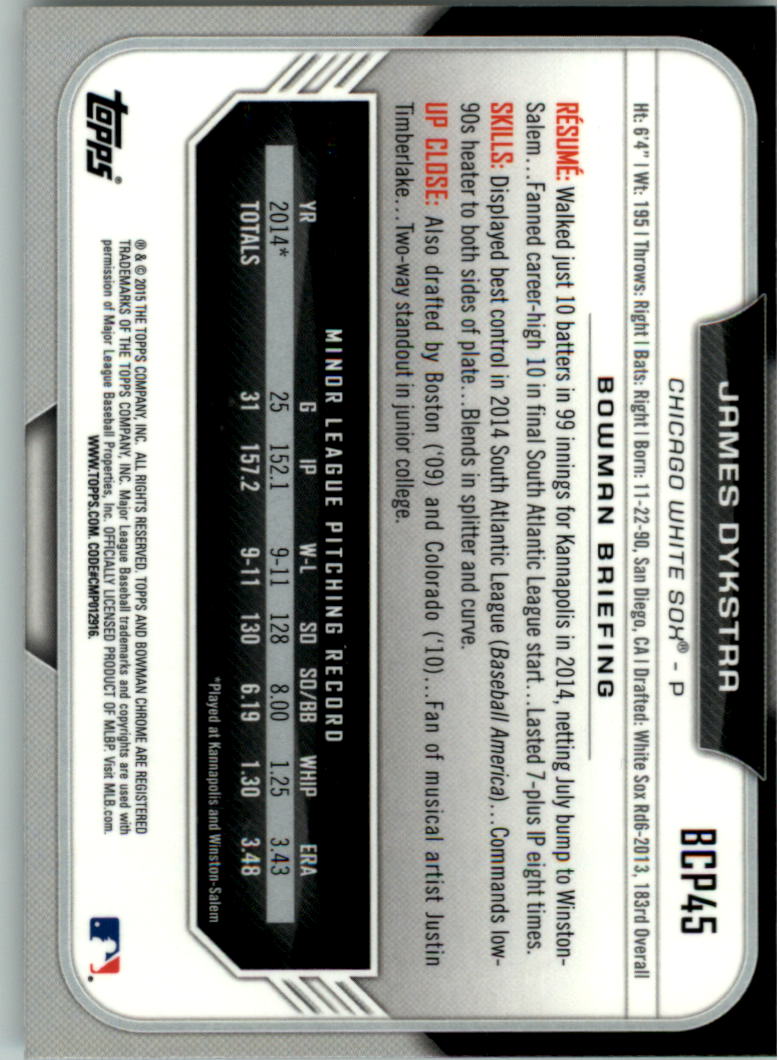 JAMES DYKSTRA
BCP45
CHICAGO WHITE SOX® - P
Ht: 6'4" | Wt: 195 | Throws: Right | Bats: Right | Born: 11-22-90, San Diego, CA | Drafted: White Sox Rd6-2013, 183rd Overall
BOWMAN BRIEFING
RÉSUMÉ: Walked just 10 batters in 99 innings for Kannapolis in 2014, netting July bump to Winston-
Salem...Fanned career-high 10 in final South Atlantic League start...Lasted 7-plus IP eight times.
SKILLS: Displayed best control in 2014 South Atlantic League (Baseball America)...Commands low-
90s heater to both sides of plate...Blends in splitter and curve.
UP CLOSE: Also drafted by Boston ('09) and Colorado ('10)...Fan of musical artist Justin
Timberlake...Two-way standout in junior college.
MINOR LEAGUE PITCHING RECORD
YR G IP W-L SO SO/BB WHIP ERA
2014* 25 152.1 9-11 128 8.00 1.25 3.43
TOTALS 31 157.2 9-11 130 6.19 1.30 3.48
*Played at Kannapolis and Winston-Salem
Topps®
® & © 2015 THE TOPPS COMPANY, INC. ALL RIGHTS RESERVED. TOPPS AND BOWMAN CHROME ARE REGISTERED
TRADEMARKS OF THE TOPPS COMPANY, INC. Major League Baseball trademarks and copyrights are used with
permission of Major League Baseball Properties, Inc. OFFICIALLY LICENSED PRODUCT OF MLBP. Visit MLB.com.
WWW.TOPPS.COM. CODE#CMP012916.